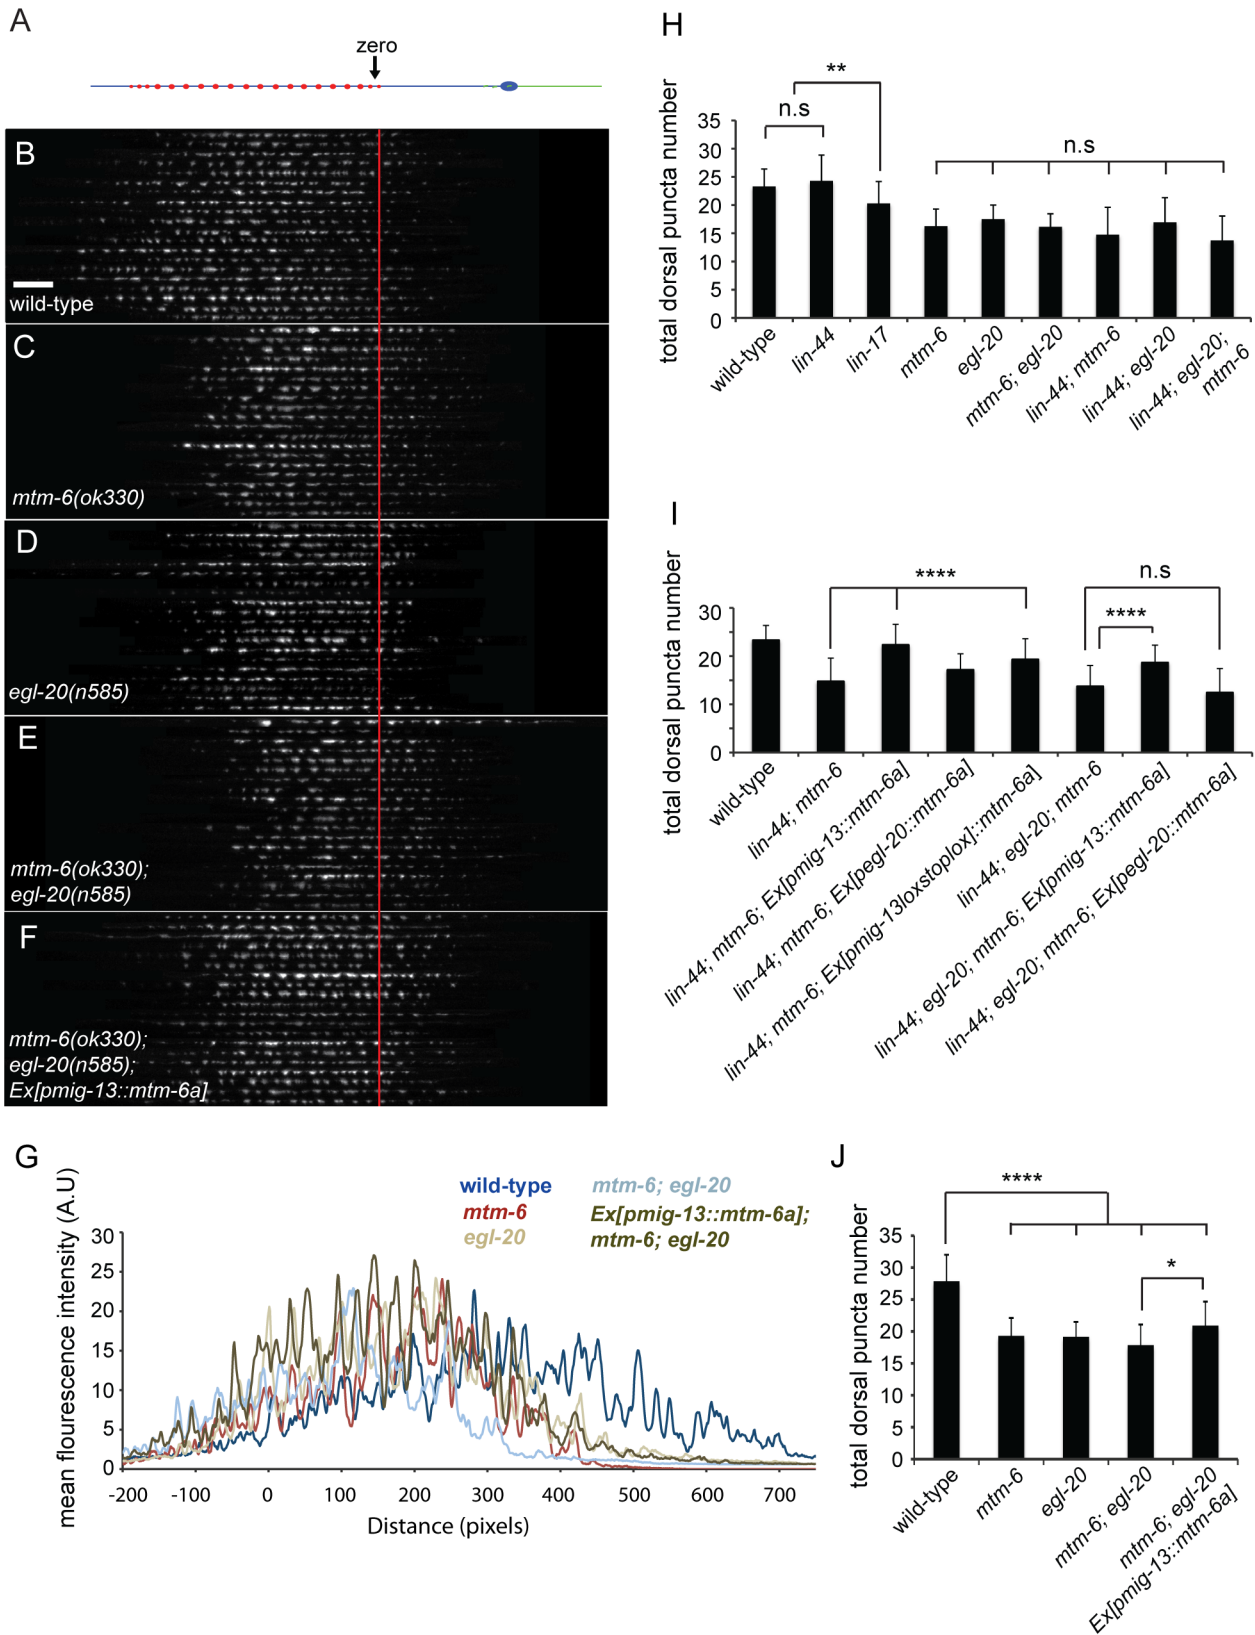 A
zero
B
wild-type
C
mtm-6(ok330)
D
egl-20(n585)
E
mtm-6(ok330);
egl-20(n585)
F
mtm-6(ok330);
egl-20(n585);
Ex[pmig-13::mtm-6a]
G
mean flourescence intensity (A.U)
30
25
20
15
10
5
0
-200 -100 0 100 200 300 400 500 600 700
Distance (pixels)
wild-type
mtm-6
egl-20
mtm-6; egl-20
Ex[pmig-13::mtm-6a];
mtm-6; egl-20
H
total dorsal puncta number
35
30
25
20
15
10
5
0
n.s
**
n.s
wild-type
lin-44
lin-17
mtm-6
egl-20
mtm-6; egl-20
lin-44; mtm-6
lin-44; egl-20
lin-44; egl-20;
mtm-6
I
total dorsal puncta number
30
20
10
0
****
n.s
****
wild-type
lin-44; mtm-6
lin-44; mtm-6; Ex[pmig-13::mtm-6a]
lin-44; mtm-6; Ex[pegl-20::mtm-6a]
lin-44; mtm-6; Ex[pmig-13loxstoplox]::mtm-6a]
lin-44; egl-20; mtm-6
lin-44; egl-20; mtm-6; Ex[pmig-13::mtm-6a]
lin-44; egl-20; mtm-6; Ex[pegl-20::mtm-6a]
J
total dorsal puncta number
35
30
25
20
15
10
5
0
****
*
wild-type
mtm-6
egl-20
mtm-6; egl-20
mtm-6; egl-20
Ex[pmig-13::mtm-6a]